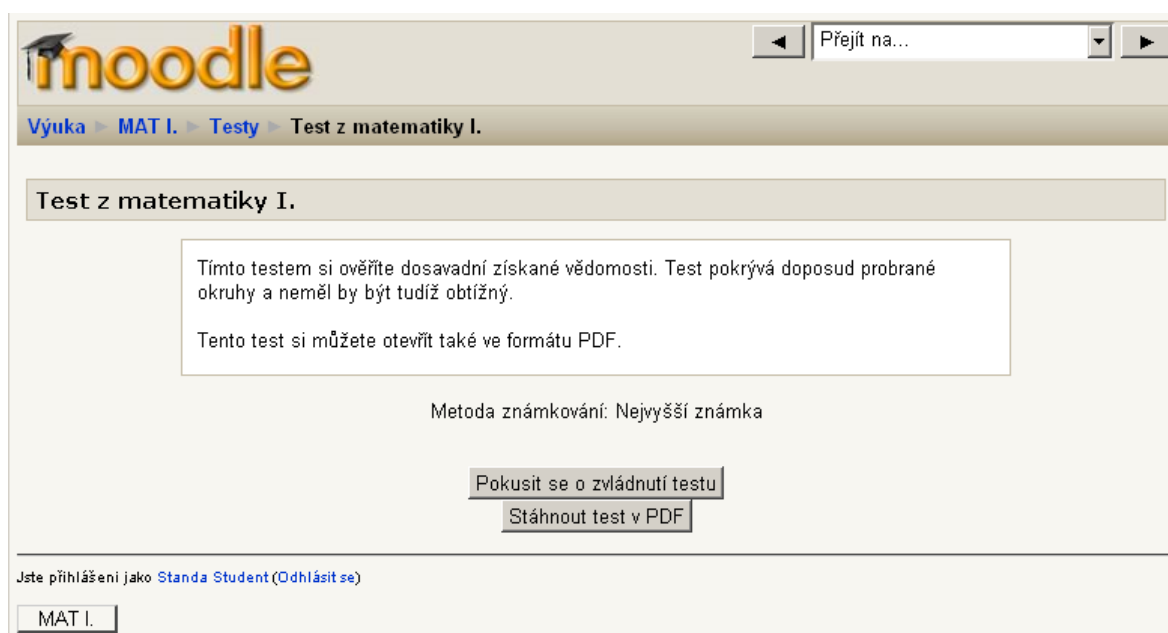 moodle
Přejít na...
Výuka ► MAT I. ► Testy ► Test z matematiky I.
Test z matematiky I.
Tímto testem si ověříte dosavadní získané vědomosti. Test pokrývá doposud probrané
okruhy a neměl by být tudíž obtížný.
Tento test si můžete otevřít také ve formátu PDF.
Metoda známkování: Nejvyšší známka
Pokusit se o zvládnutí testu
Stáhnout test v PDF
Jste přihlášeni jako Standa Student (Odhlásit se)
MAT I.